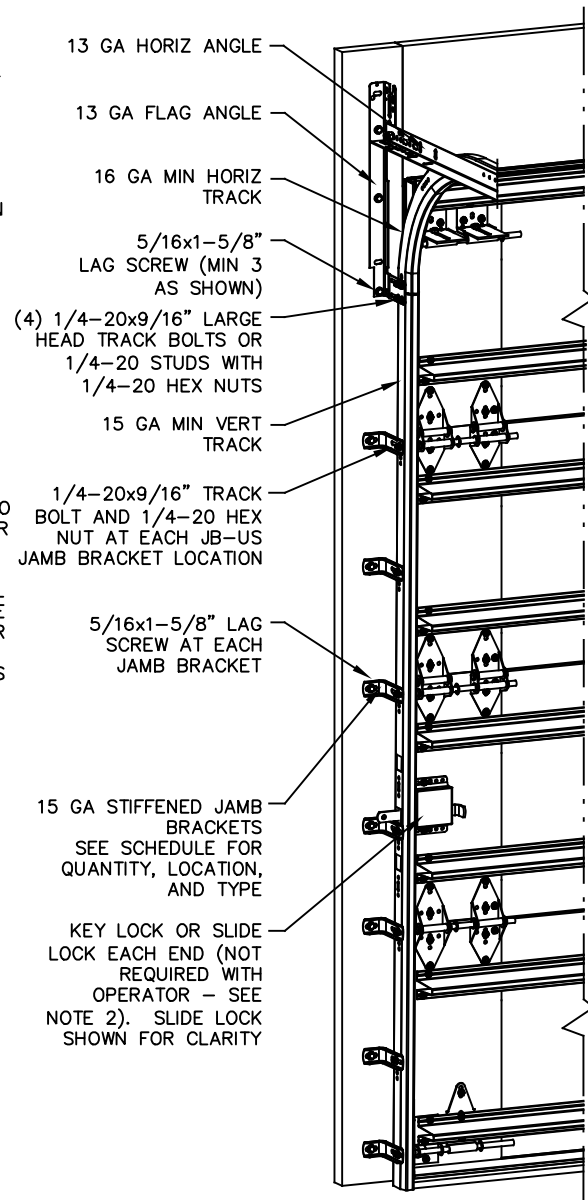 13 GA HORIZ ANGLE
13 GA FLAG ANGLE
16 GA MIN HORIZ
TRACK
N
5/16x1-5/8"
LAG SCREW (MIN 3
AS SHOWN)
(4) 1/4-20x9/16" LARGE
HEAD TRACK BOLTS OR
1/4-20 STUDS WITH
1/4-20 HEX NUTS
15 GA MIN VERT
TRACK
1/4-20x9/16" TRACK
BOLT AND 1/4-20 HEX
NUT AT EACH JB-US
JAMB BRACKET LOCATION
O
R
5/16x1-5/8" LAG
SCREW AT EACH
JAMB BRACKET
E
R
S
15 GA STIFFENED JAMB
BRACKETS
SEE SCHEDULE FOR
QUANTITY, LOCATION,
AND TYPE
KEY LOCK OR SLIDE
LOCK EACH END (NOT
REQUIRED WITH
OPERATOR – SEE
NOTE 2). SLIDE LOCK
SHOWN FOR CLARITY